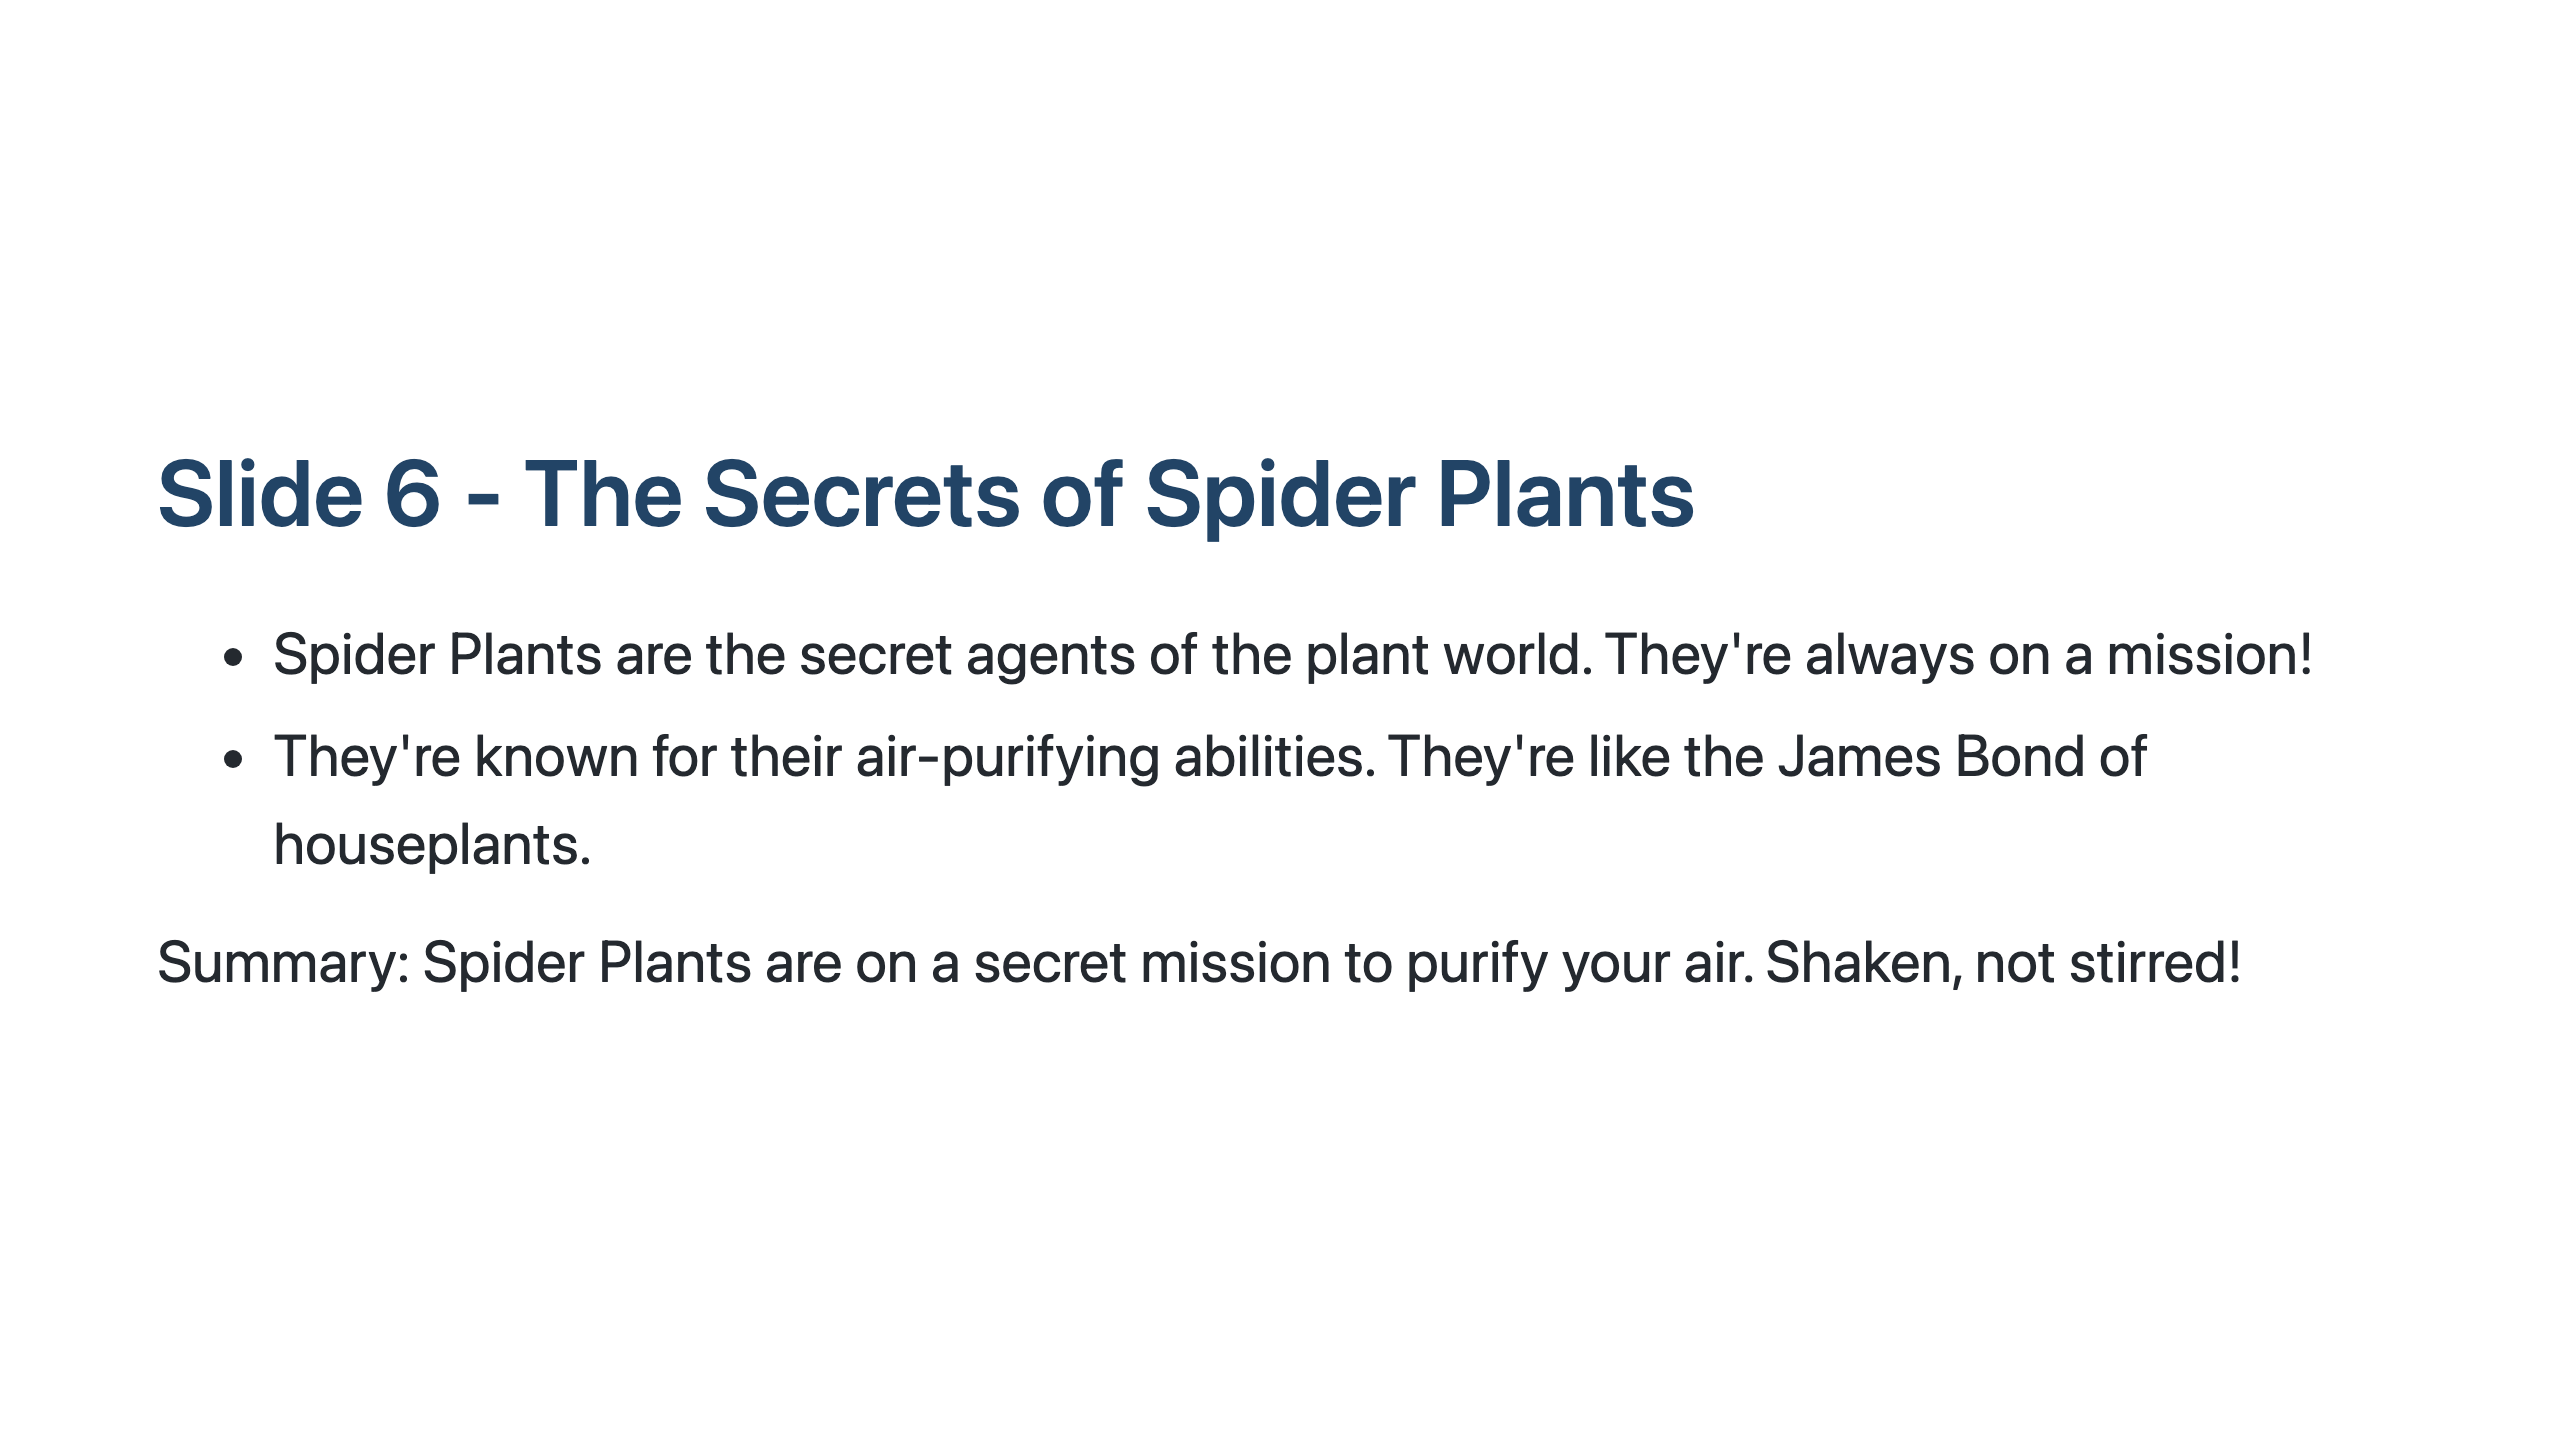 Slide 6 - The Secrets of Spider Plants
• Spider Plants are the secret agents of the plant world. They're always on a mission!
• They're known for their air-purifying abilities. They're like the James Bond of
houseplants.
Summary: Spider Plants are on a secret mission to purify your air. Shaken, not stirred!